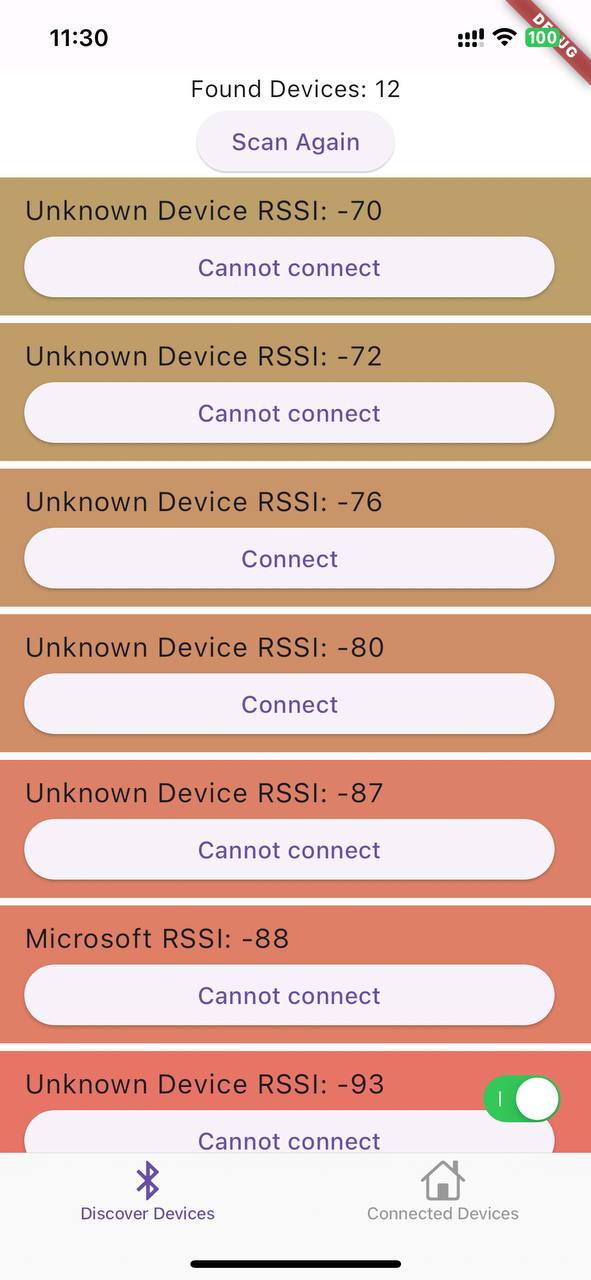 11:30
100
DEBUG
Found Devices: 12
Scan Again
Unknown Device RSSI: -70
Cannot connect
Unknown Device RSSI: -72
Cannot connect
Unknown Device RSSI: -76
Connect
Unknown Device RSSI: -80
Connect
Unknown Device RSSI: -87
Cannot connect
Microsoft RSSI: -88
Cannot connect
Unknown Device RSSI: -93
Cannot connect
Discover Devices
Connected Devices